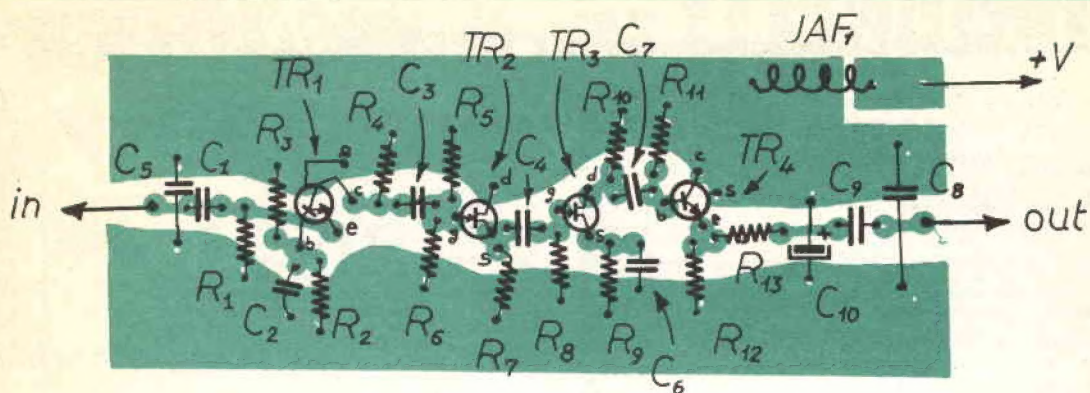 JAF₁
+V
TR₁
C₃
R₄
R₅
TR₂
TR₃
C₇
R₁₀
R₁₁
C₅
C₁
R₃
s
c
e
b
d
g
s
C₄
g
d
s
c
s
b
e
TR₄
C₉
C₈
in
out
+
R₁
C₂
R₂
R₆
R₇
R₈
R₉
C₆
R₁₂
R₁₃
C₁₀